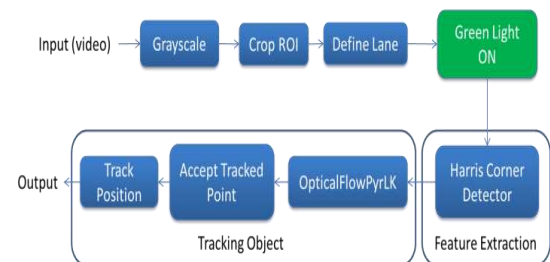 Input (video)
Grayscale
Crop ROI
Define Lane
Green Light
ON
Harris Corner
Detector
Feature Extraction
OpticalFlowPyrLK
Accept Tracked
Point
Track
Position
Tracking Object
Output